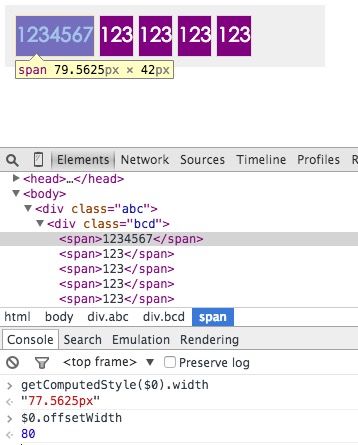 1234567 123 123 123 123
span 79.5625px × 42px
Elements Network Sources Timeline Profiles R
▶<head>…</head>
▼<body>
▼<div class="abc">
▼<div class="bcd">
<span>1234567</span>
<span>123</span>
<span>123</span>
<span>123</span>
<span>123</span>
html body div.abc div.bcd span
Console Search Emulation Rendering
<top frame> ▼ Preserve log
> getComputedStyle($0).width
"77.5625px"
> $0.offsetWidth
80